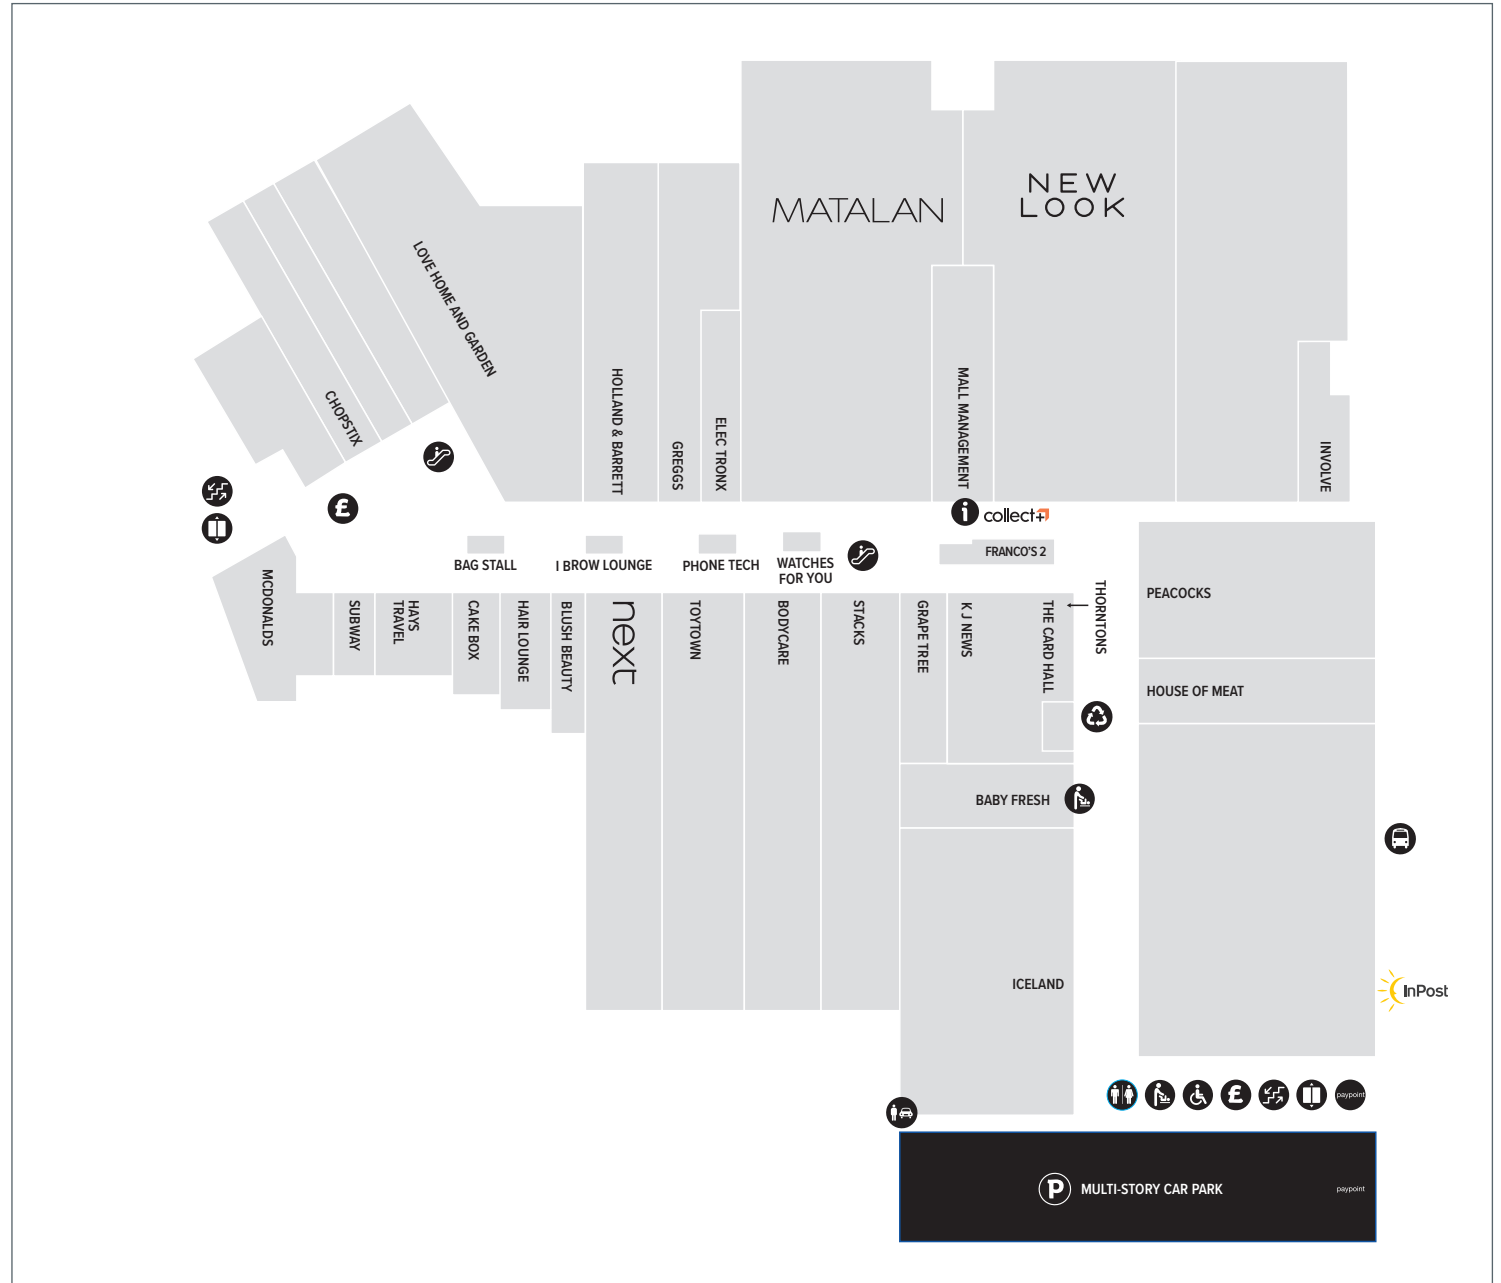 MATALAN
NEW
LOOK
LOVE HOME AND GARDEN
CHOPSTIX
HOLLAND & BARRETT
GREGGS
ELEC TRONX
MALL MANAGEMENT
INVOLVE
£
i
collect+
FRANCO'S 2
BAG STALL
I BROW LOUNGE
PHONE TECH
WATCHES
FOR YOU
MCDONALDS
SUBWAY
HAYS
TRAVEL
CAKE BOX
HAIR LOUNGE
BLUSH BEAUTY
next
TOYTOWN
BODYCARE
STACKS
GRAPE TREE
K J NEWS
THE CARD HALL
THORNTONS
PEACOCKS
HOUSE OF MEAT
BABY FRESH
ICELAND
InPost
£
paypoint
P MULTI-STORY CAR PARK
paypoint